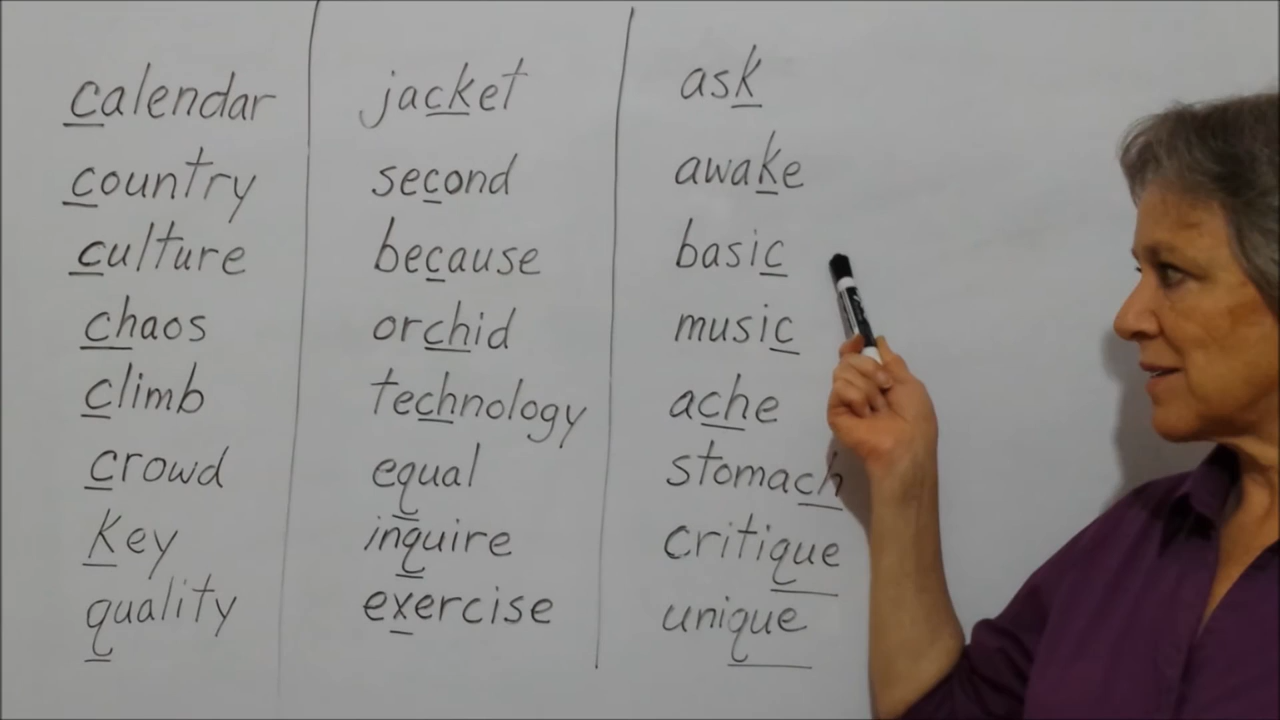 calendar
country
culture
chaos
climb
crowd
key
quality
jacket
second
because
orchid
technology
equal
inquire
exercise
ask
awake
basic
music
ache
stomach
critique
unique